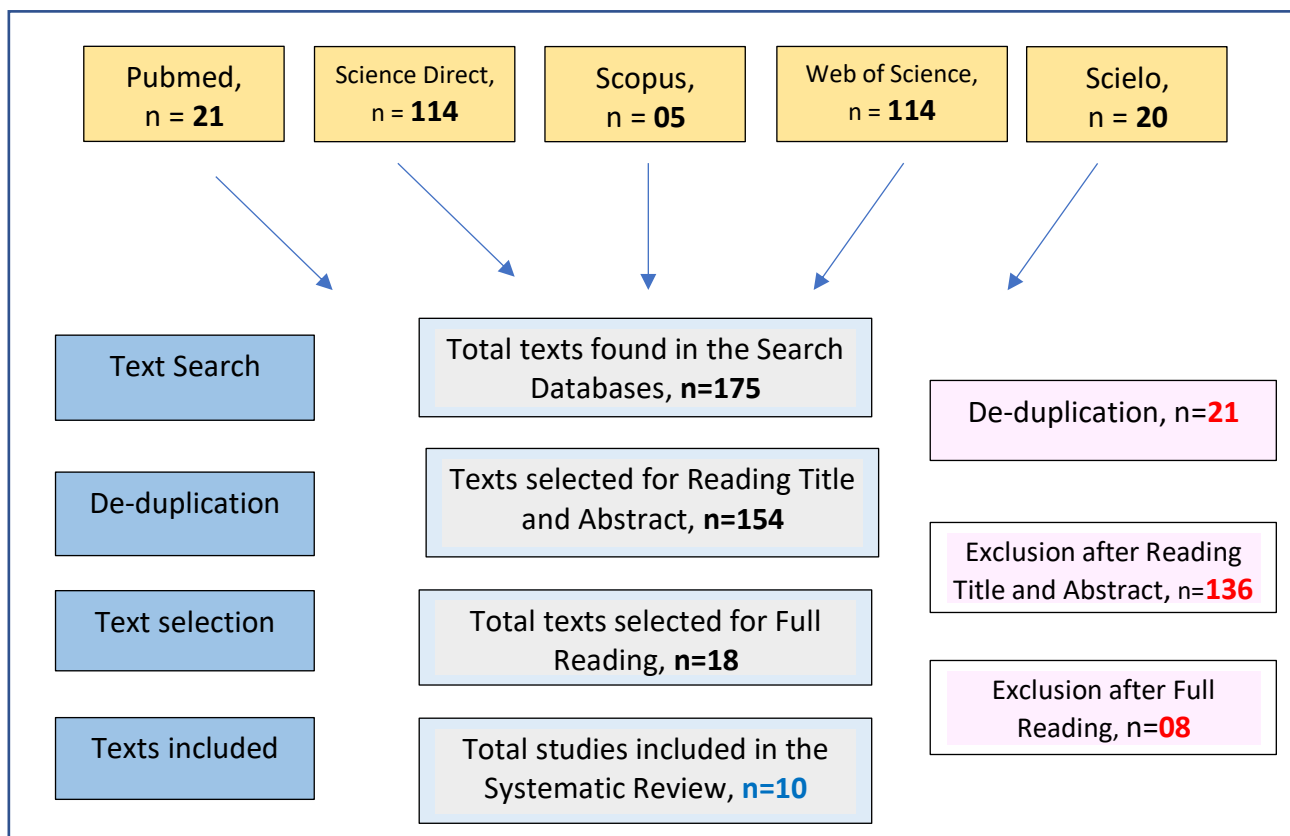 Pubmed,
n = 21
Science Direct,
n = 114
Scopus,
n = 05
Web of Science,
n = 114
Scielo,
n = 20
Text Search
Total texts found in the Search
Databases, n=175
De-duplication, n=21
De-duplication
Texts selected for Reading Title
and Abstract, n=154
Exclusion after Reading
Title and Abstract, n=136
Text selection
Total texts selected for Full
Reading, n=18
Exclusion after Full
Reading, n=08
Texts included
Total studies included in the
Systematic Review, n=10